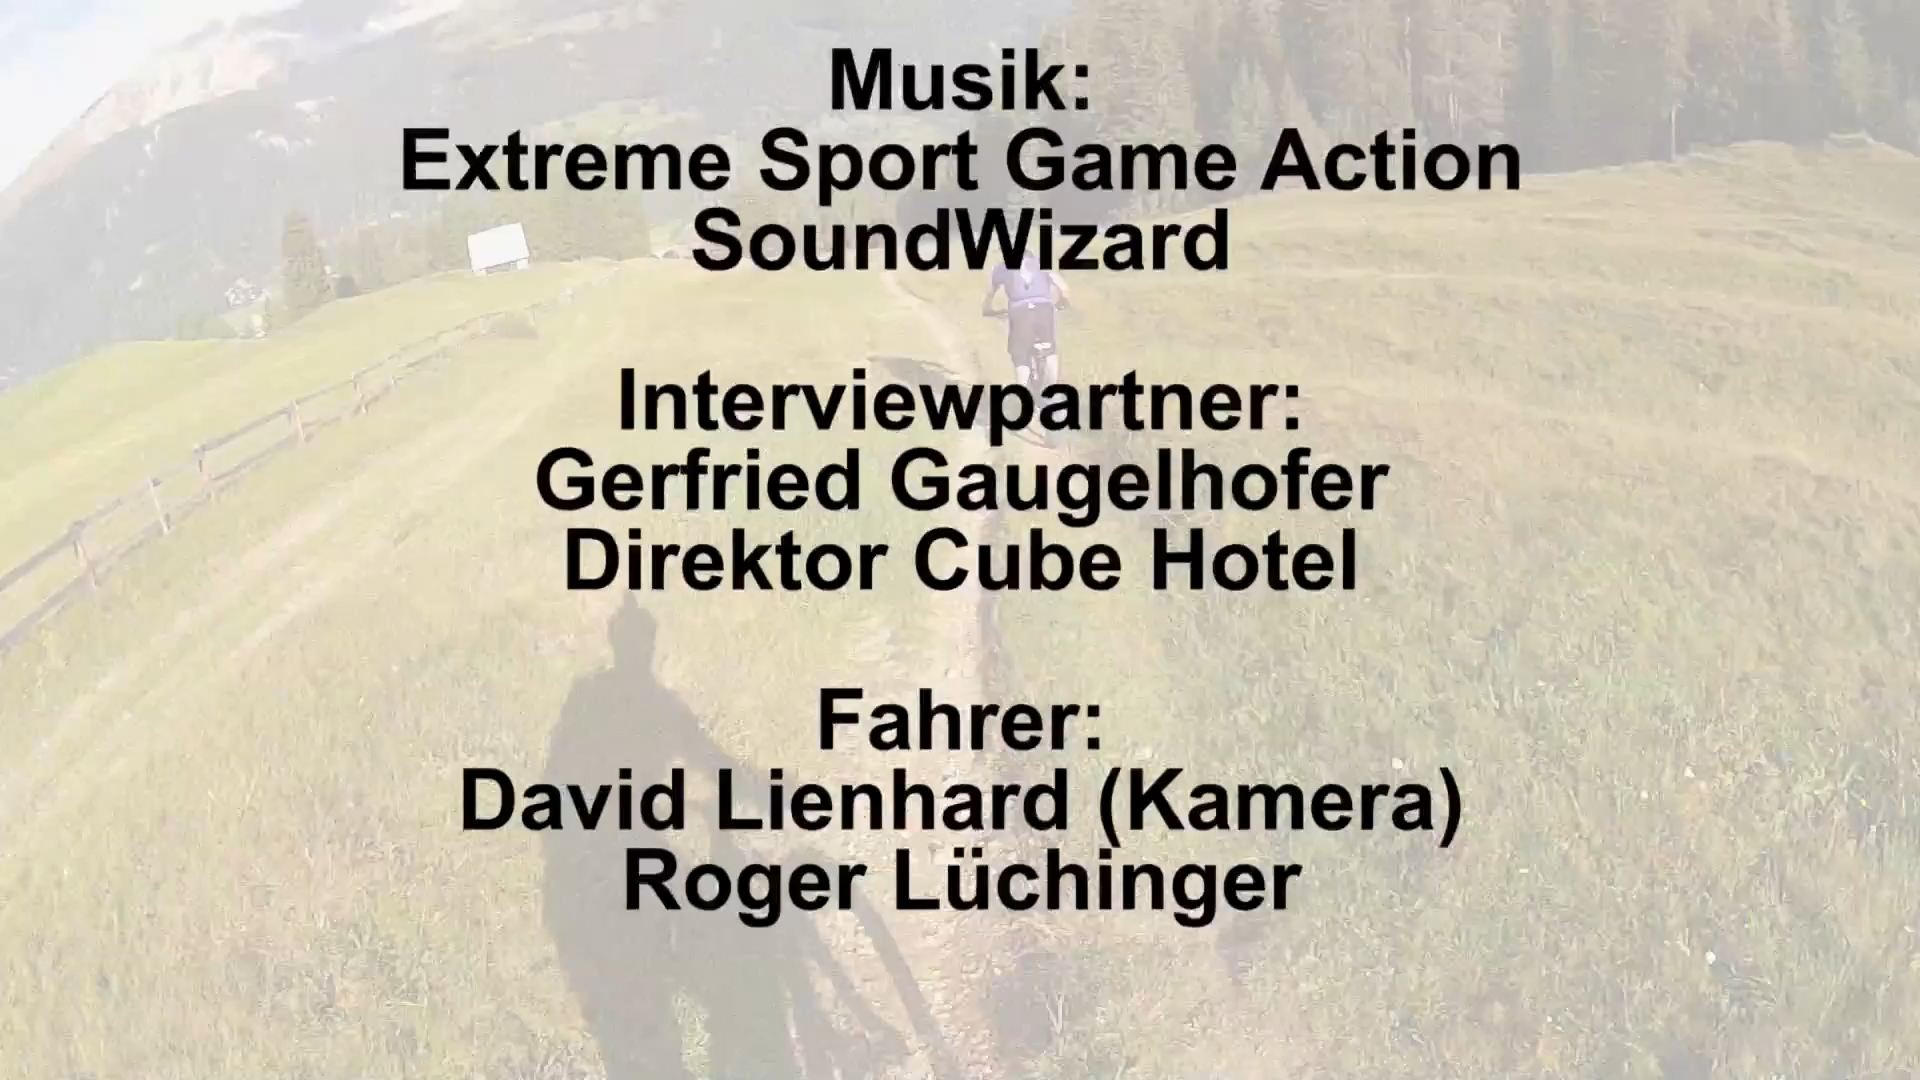 Musik:
Extreme Sport Game Action
SoundWizard
Interviewpartner:
Gerfried Gaugelhofer
Direktor Cube Hotel
Fahrer:
David Lienhard (Kamera)
Roger Lüchinger